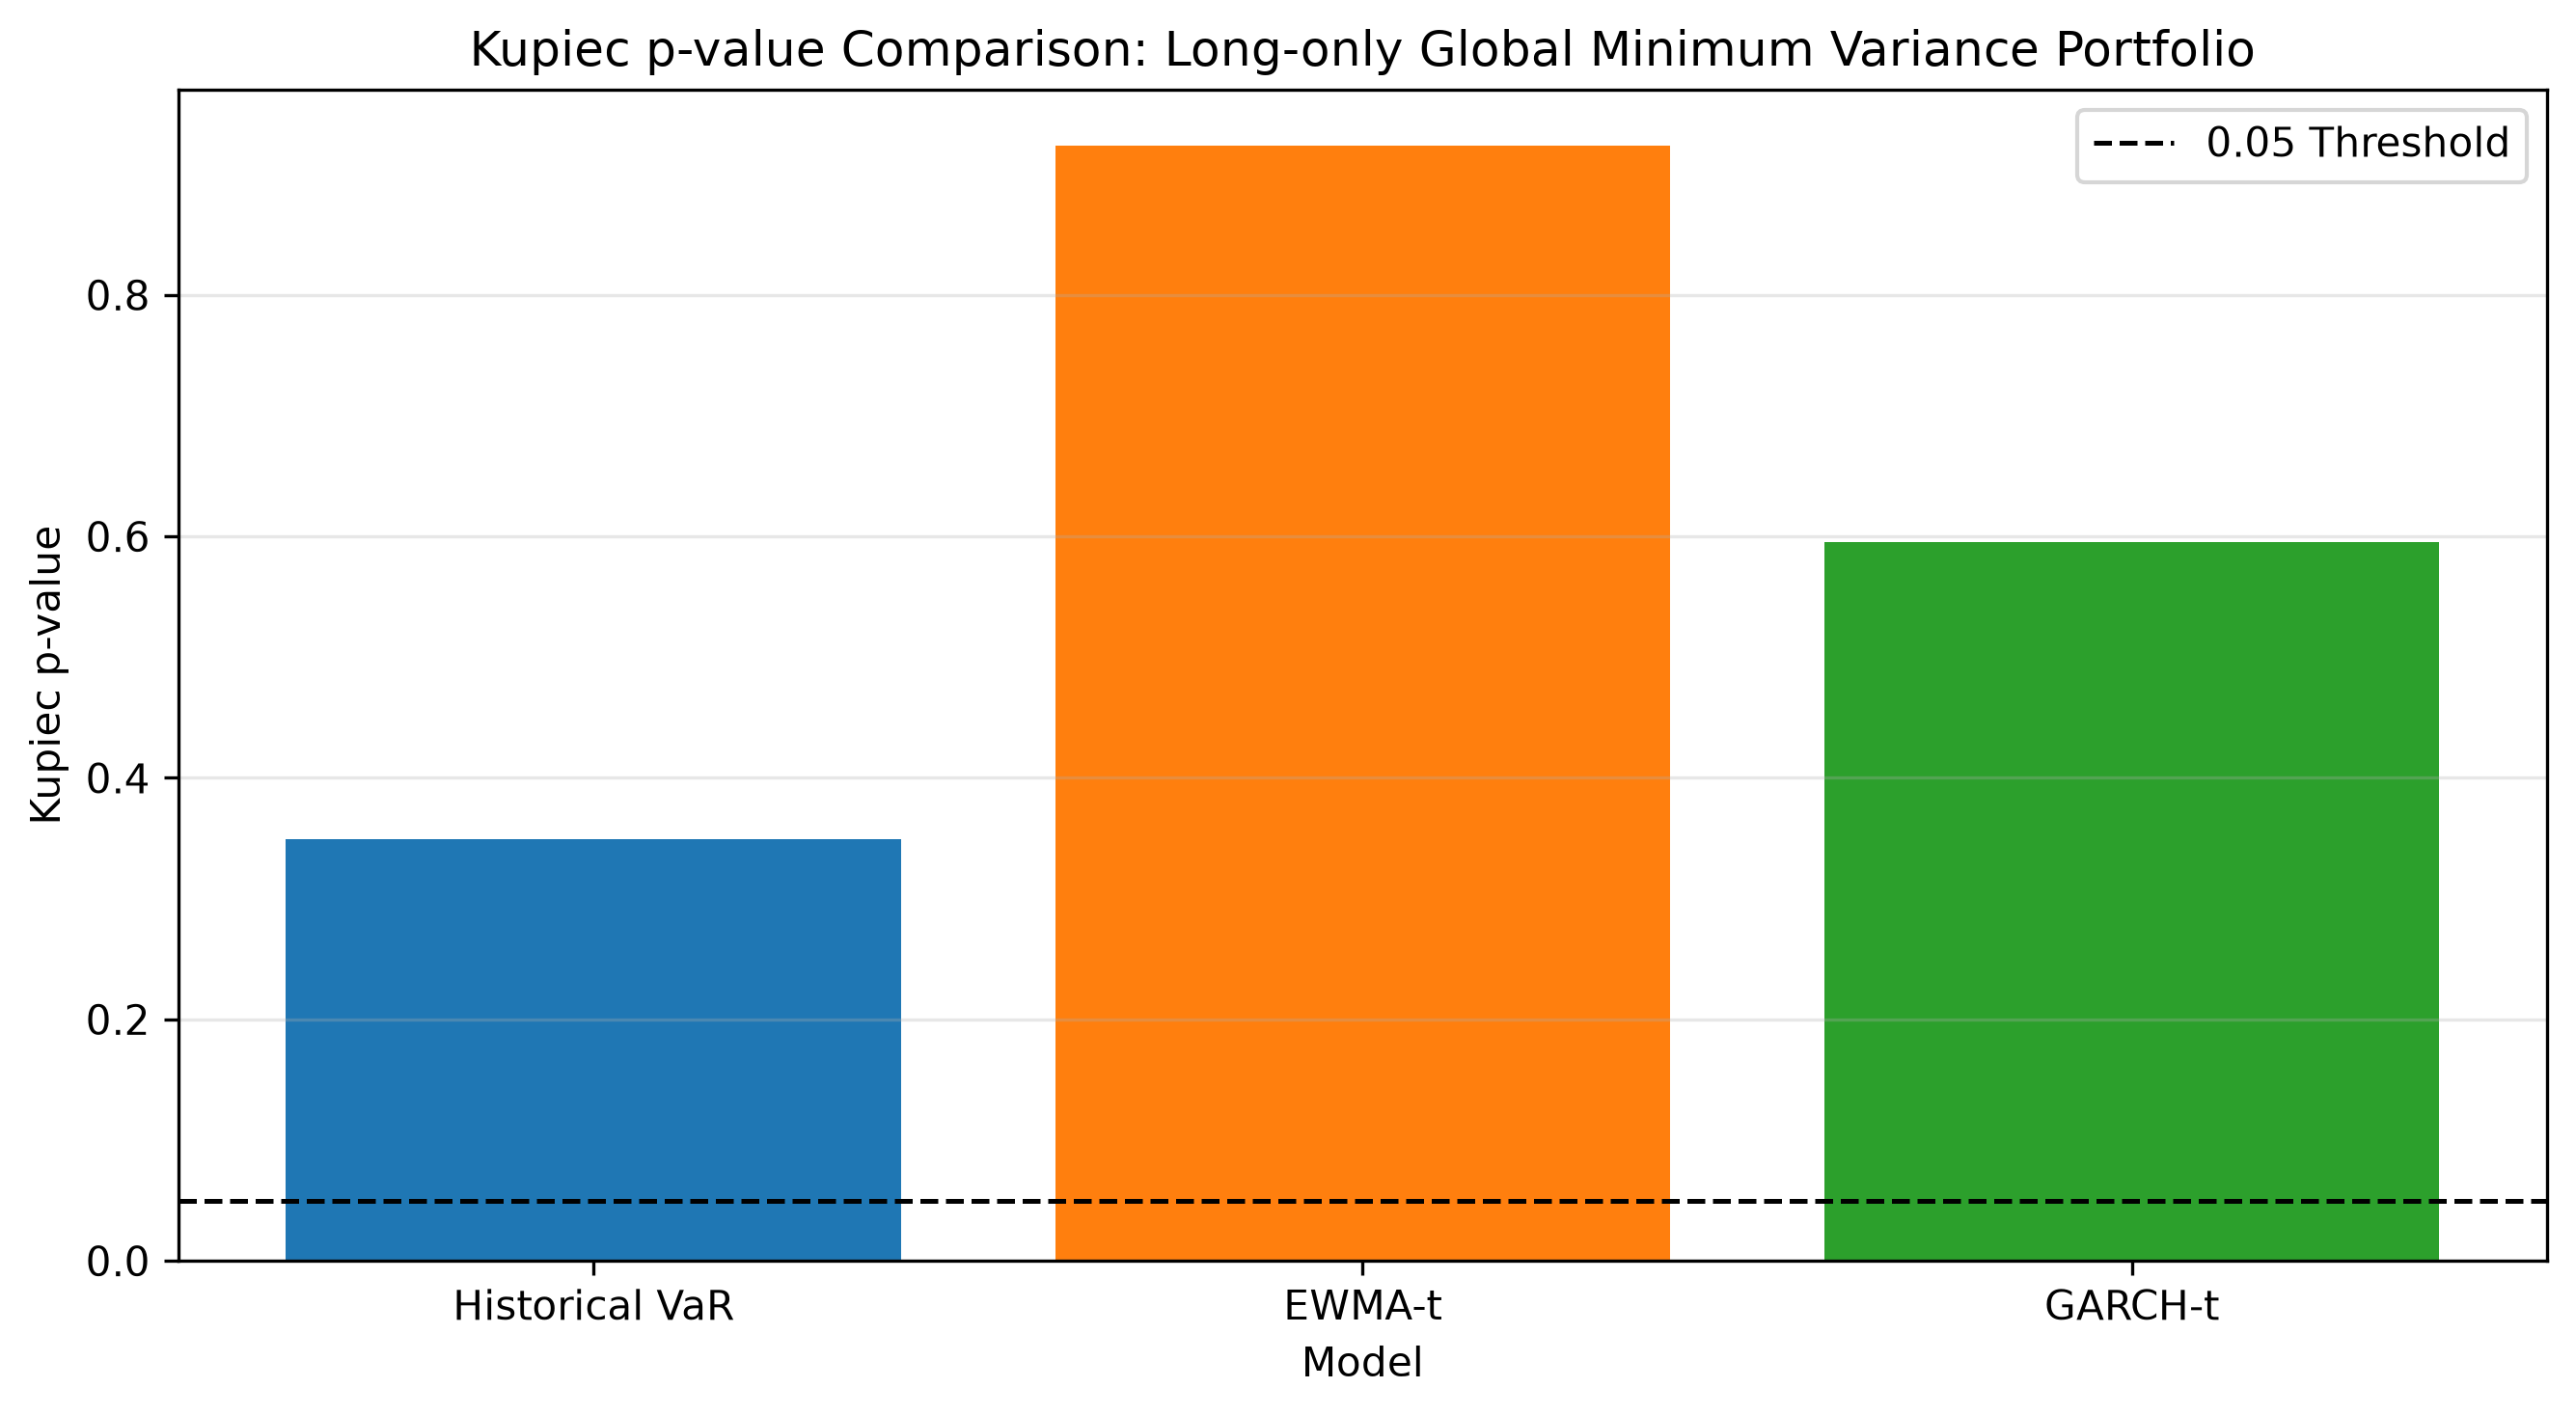 Kupiec p-value Comparison: Long-only Global Minimum Variance Portfolio
0.05 Threshold
Kupiec p-value
0.8
0.6
0.4
0.2
0.0
Historical VaR
EWMA-t
GARCH-t
Model